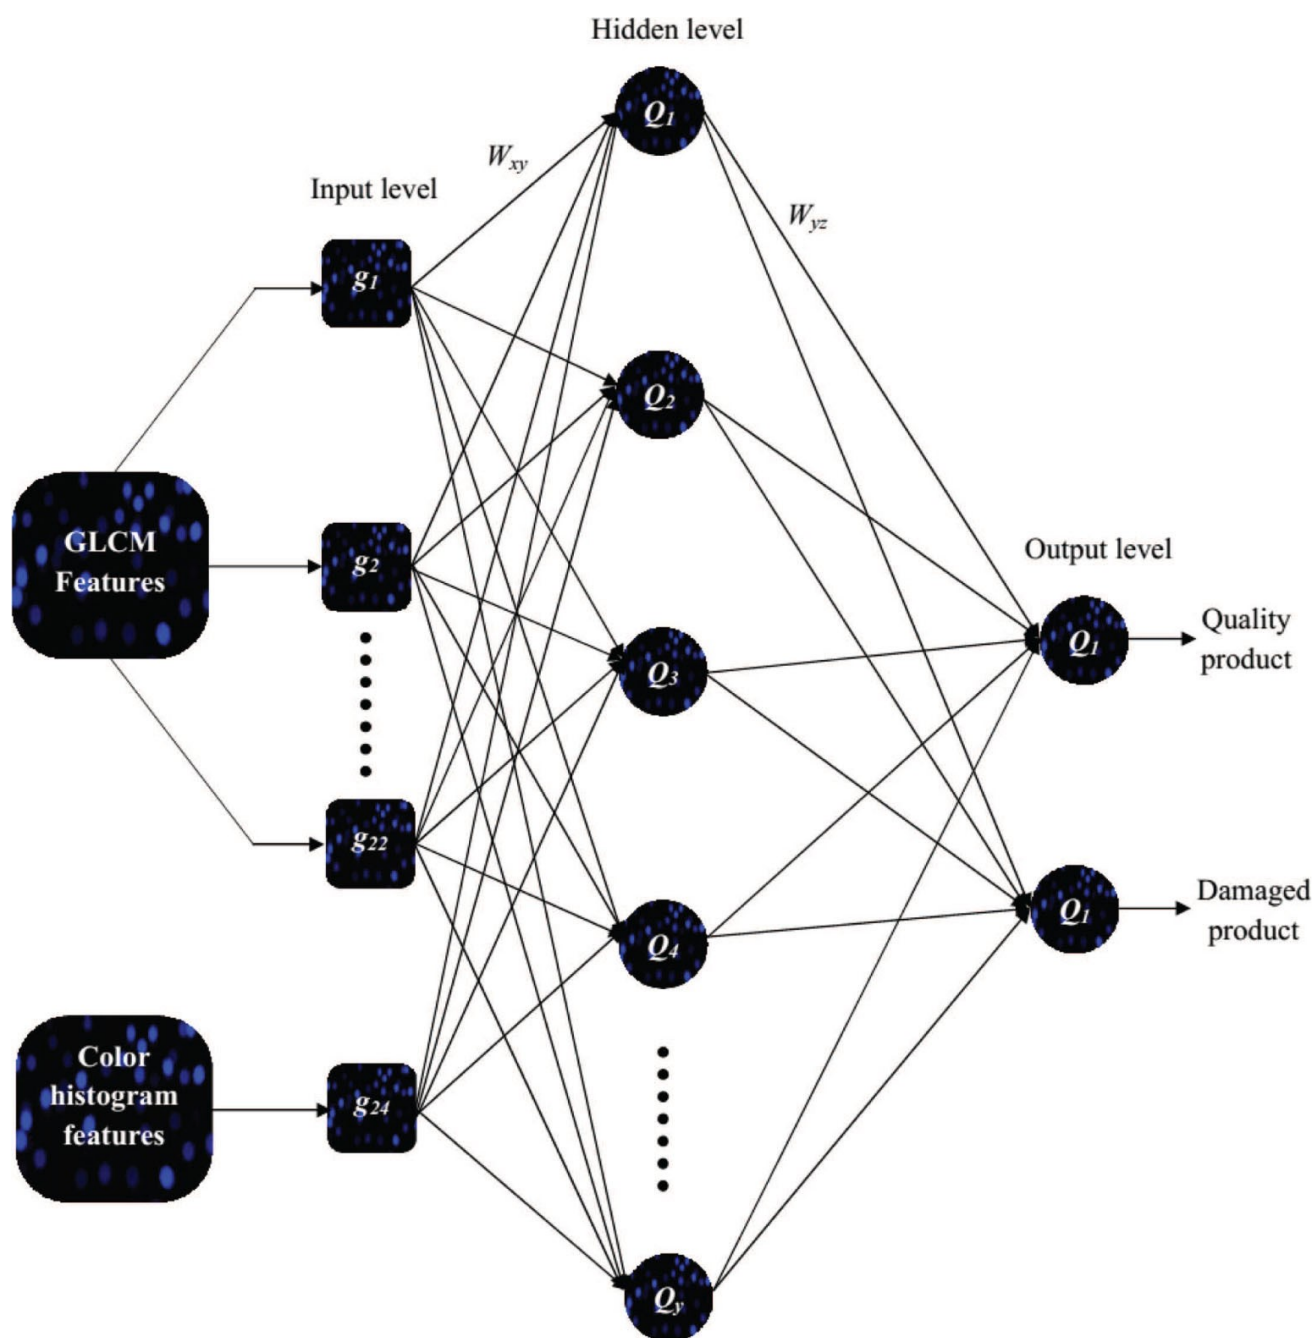 Hidden level
Q1
Wxy
Input level
Wyz
g1
Q2
GLCM
Features
g2
Output level
Q3
Q1
Quality
product
g22
Q4
Q1
Damaged
product
Color
histogram
features
g24
Qy